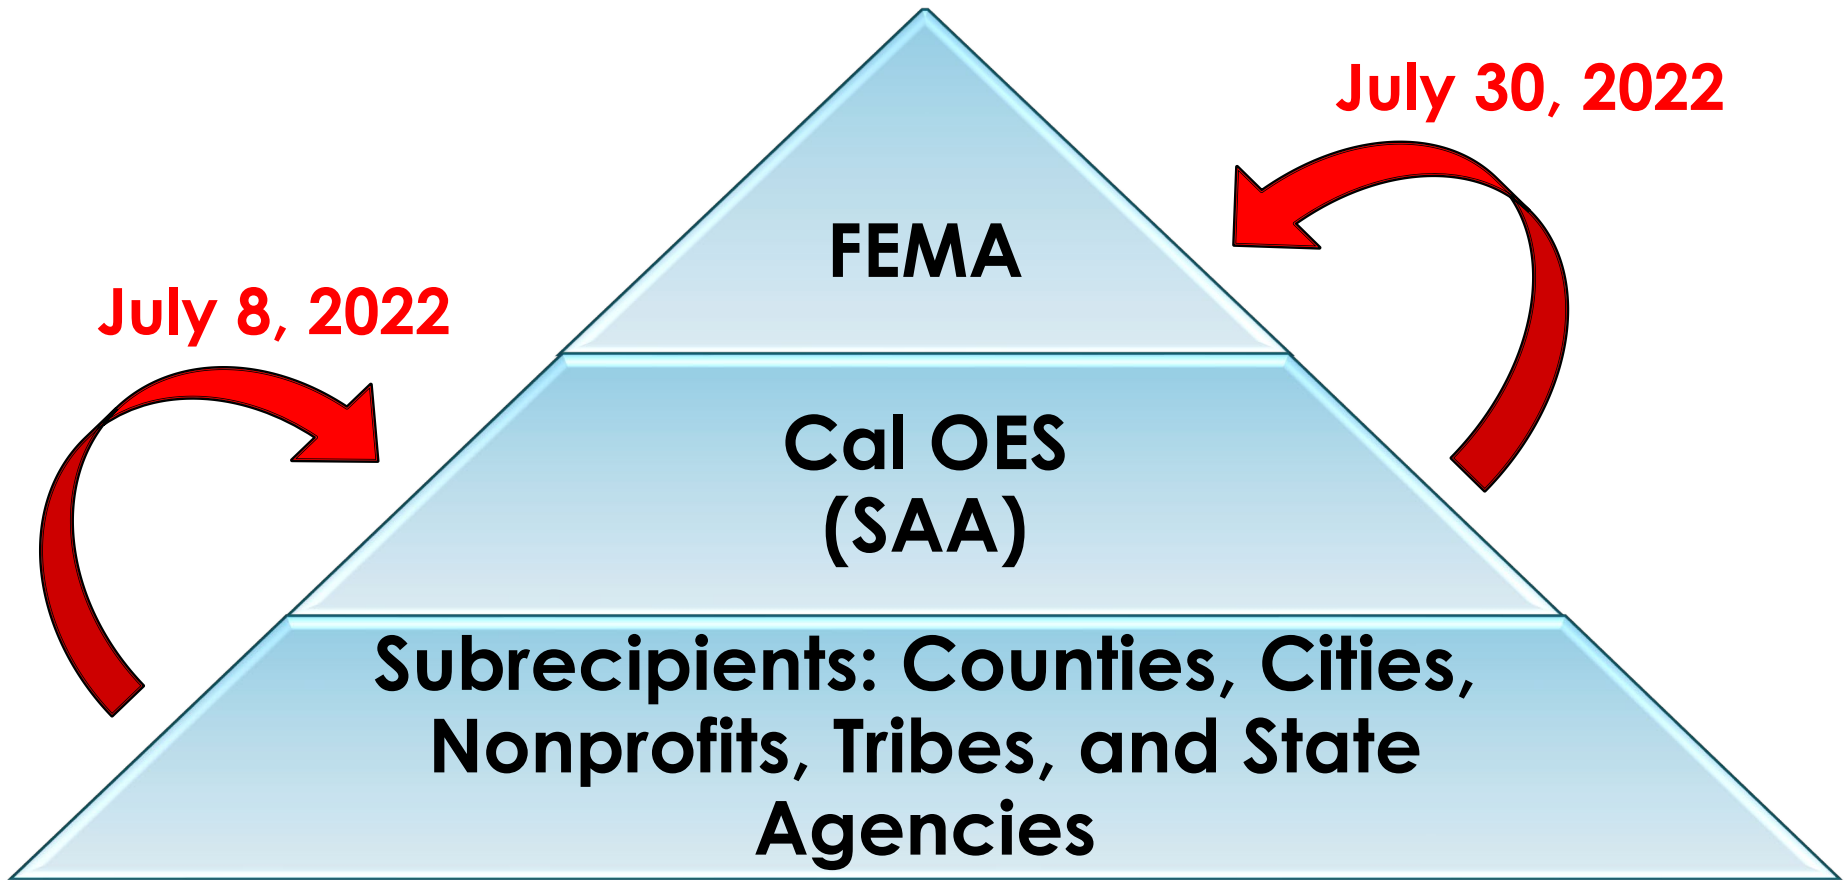 July 30, 2022
FEMA
July 8, 2022
Cal OES
(SAA)
Subrecipients: Counties, Cities,
Nonprofits, Tribes, and State
Agencies